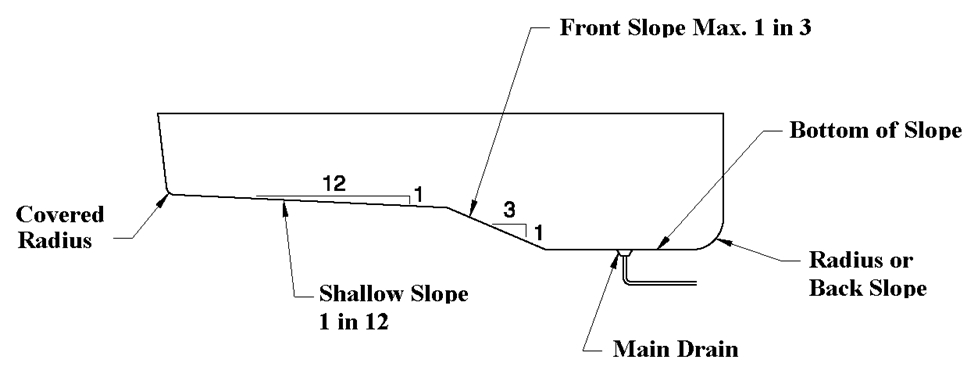 Front Slope Max. 1 in 3
Bottom of Slope
12
1
3
1
Covered
Radius
Shallow Slope
1 in 12
Radius or
Back Slope
Main Drain